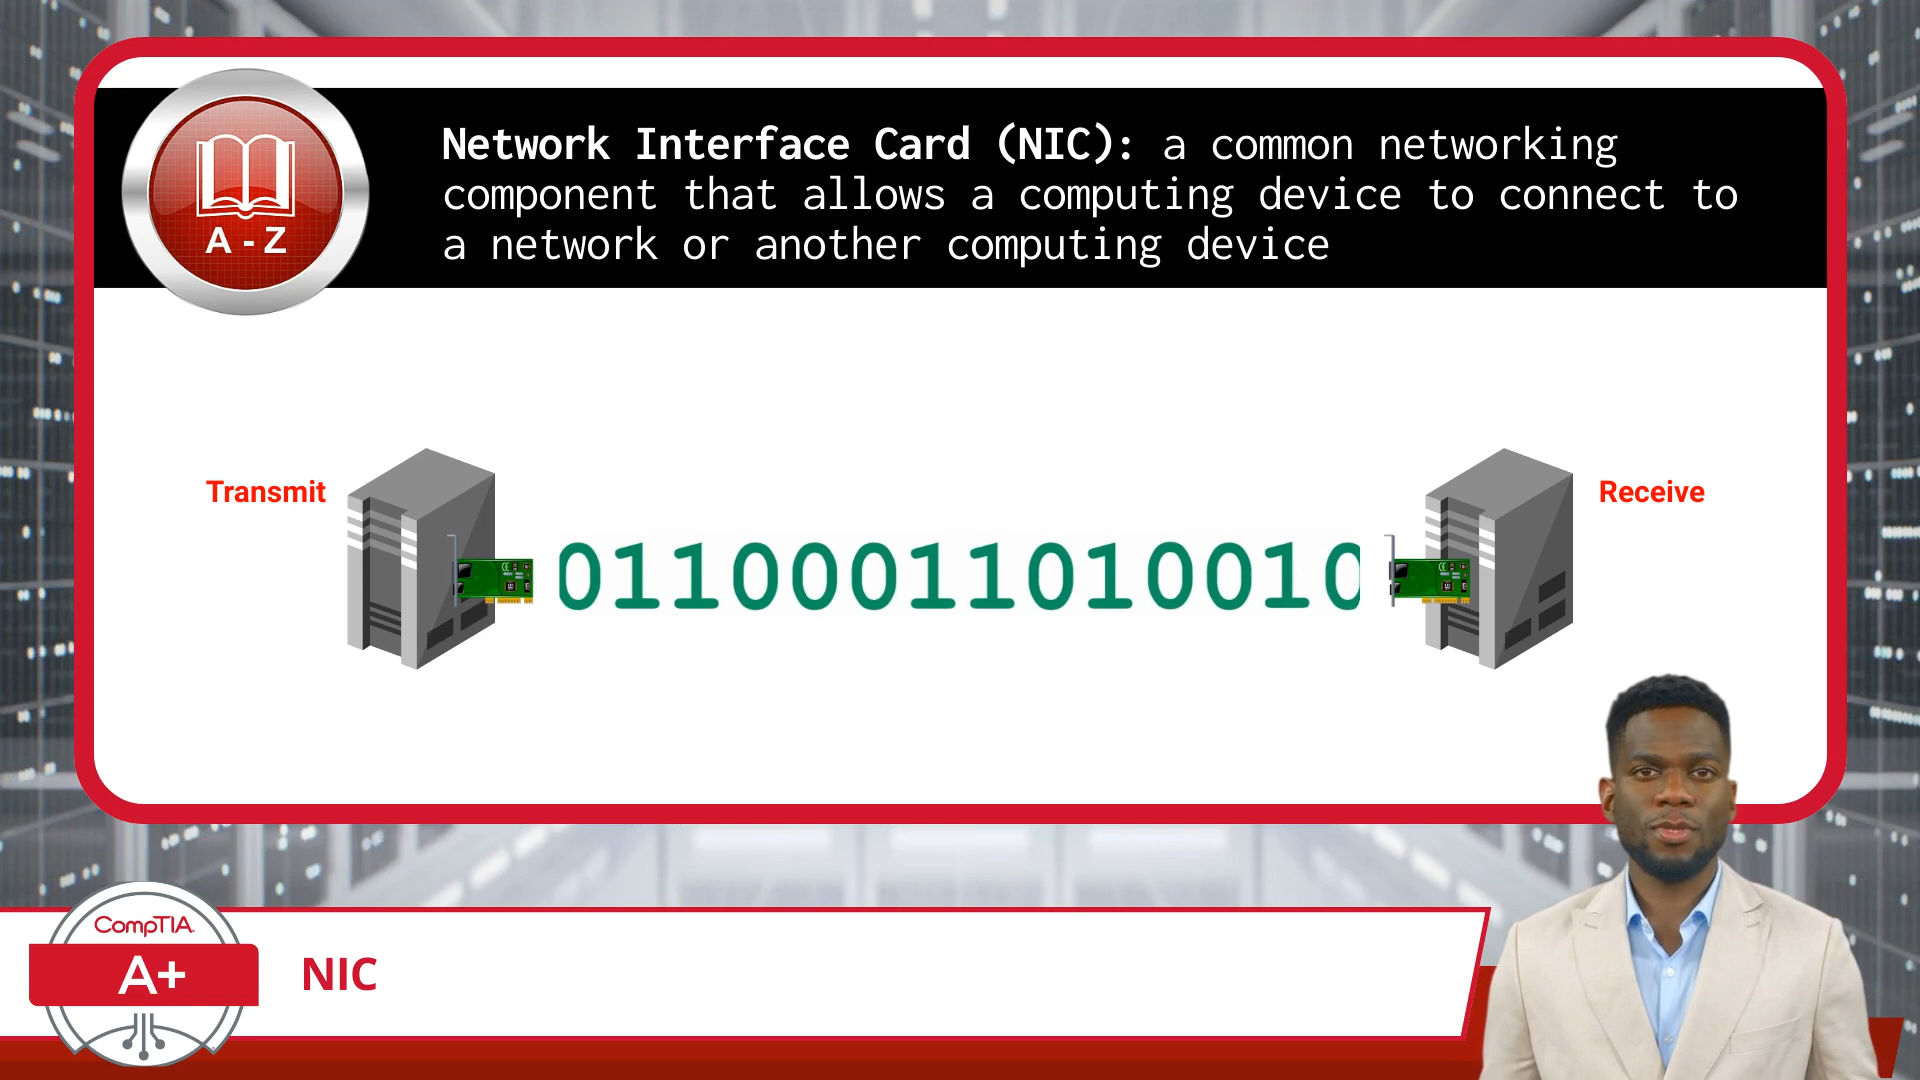 Network Interface Card (NIC): a common networking
component that allows a computing device to connect to
a network or another computing device
A - Z
Transmit
Receive
01100011010010
CompTIA.
A+
NIC